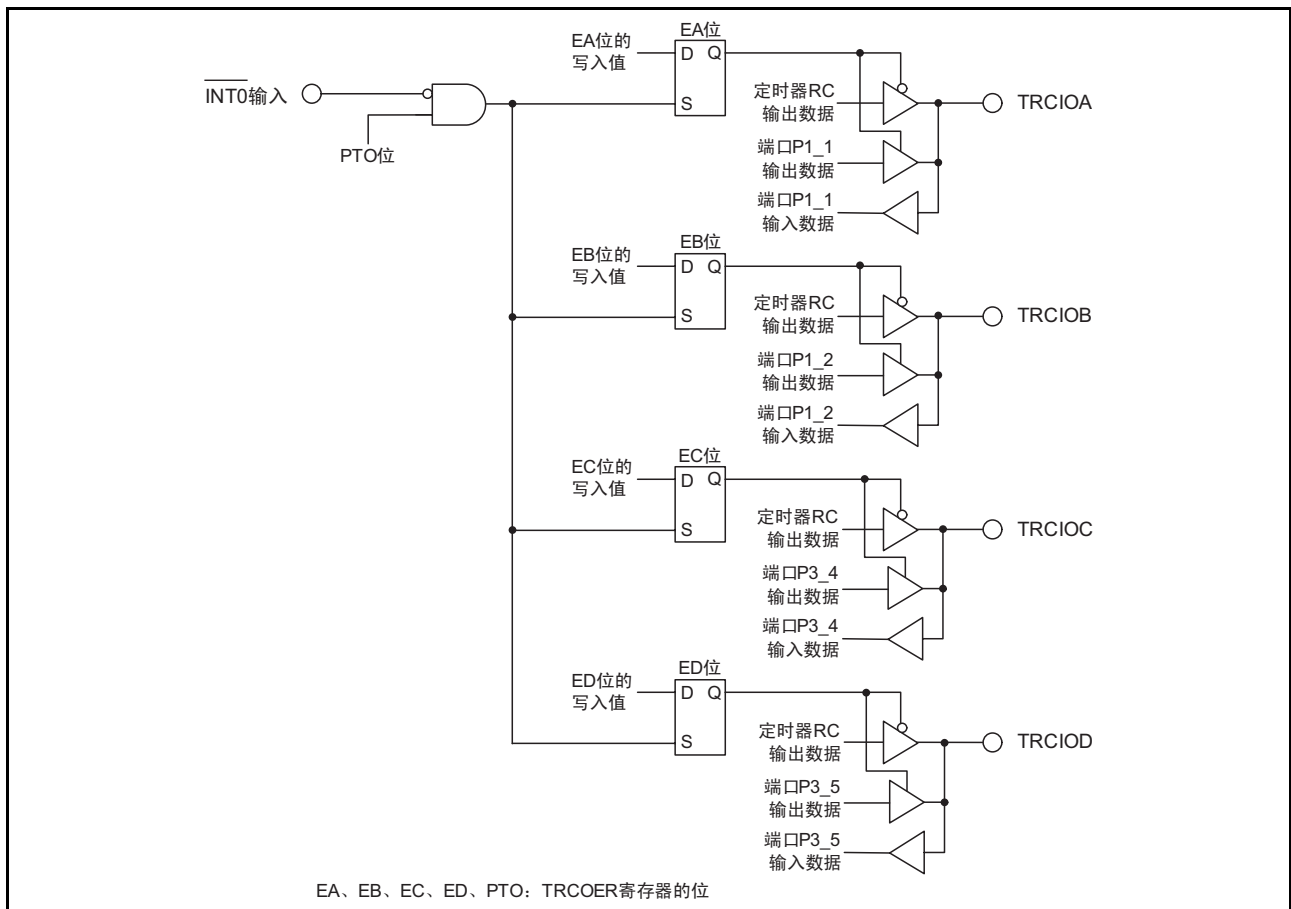 EA位
EA位的
写入值
D Q
S
INT0输入
PTO位
定时器RC
输出数据
TRCIOA
端口P1_1
输出数据
端口P1_1
输入数据
EB位
EB位的
写入值
D Q
S
定时器RC
输出数据
TRCIOB
端口P1_2
输出数据
端口P1_2
输入数据
EC位
EC位的
写入值
D Q
S
定时器RC
输出数据
TRCIOC
端口P3_4
输出数据
端口P3_4
输入数据
ED位
ED位的
写入值
D Q
S
定时器RC
输出数据
TRCIOD
端口P3_5
输出数据
端口P3_5
输入数据
EA、EB、EC、ED、PTO：TRCOER寄存器的位